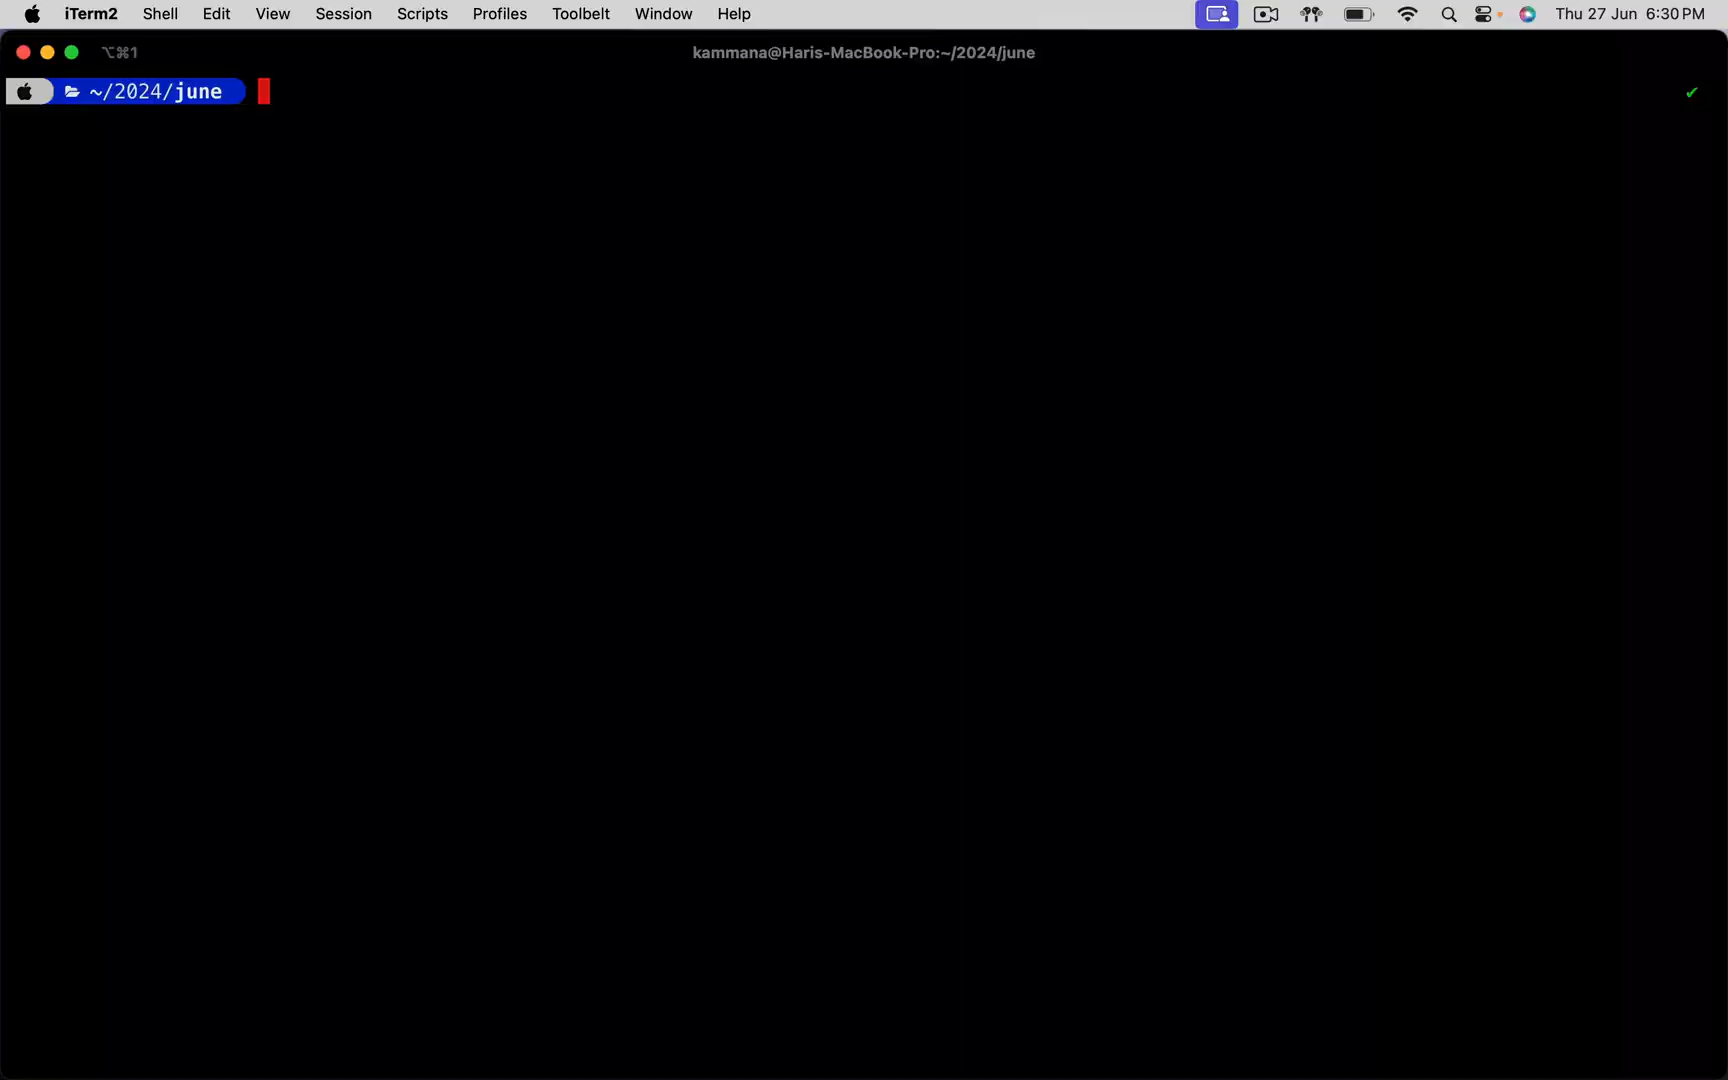 iTerm2 Shell Edit View Session Scripts Profiles Toolbelt Window Help Thu 27 Jun 6:30 PM
⌥⌘1 kammana@Haris-MacBook-Pro:~/2024/june
~/2024/june ✔